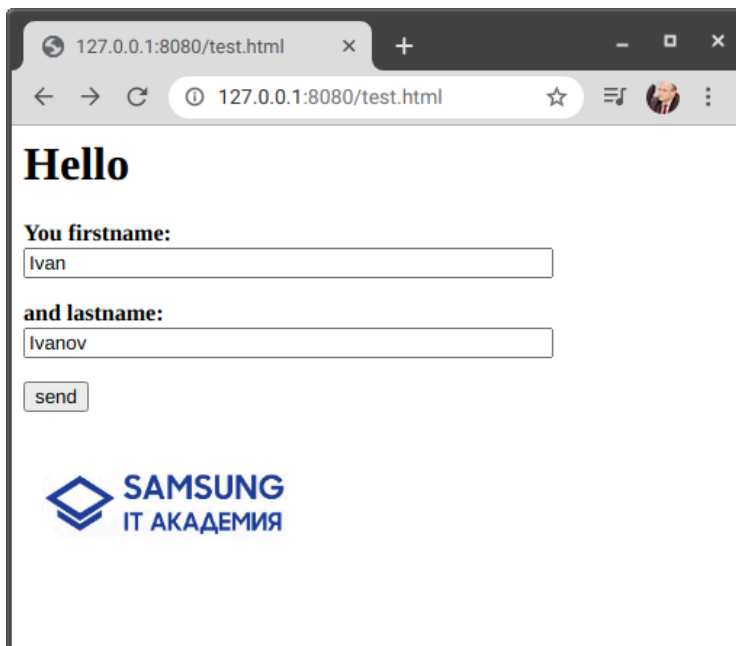 127.0.0.1:8080/test.html
127.0.0.1:8080/test.html
Hello
You firstname:
Ivan
and lastname:
Ivanov
send
SAMSUNG
IT АКАДЕМИЯ